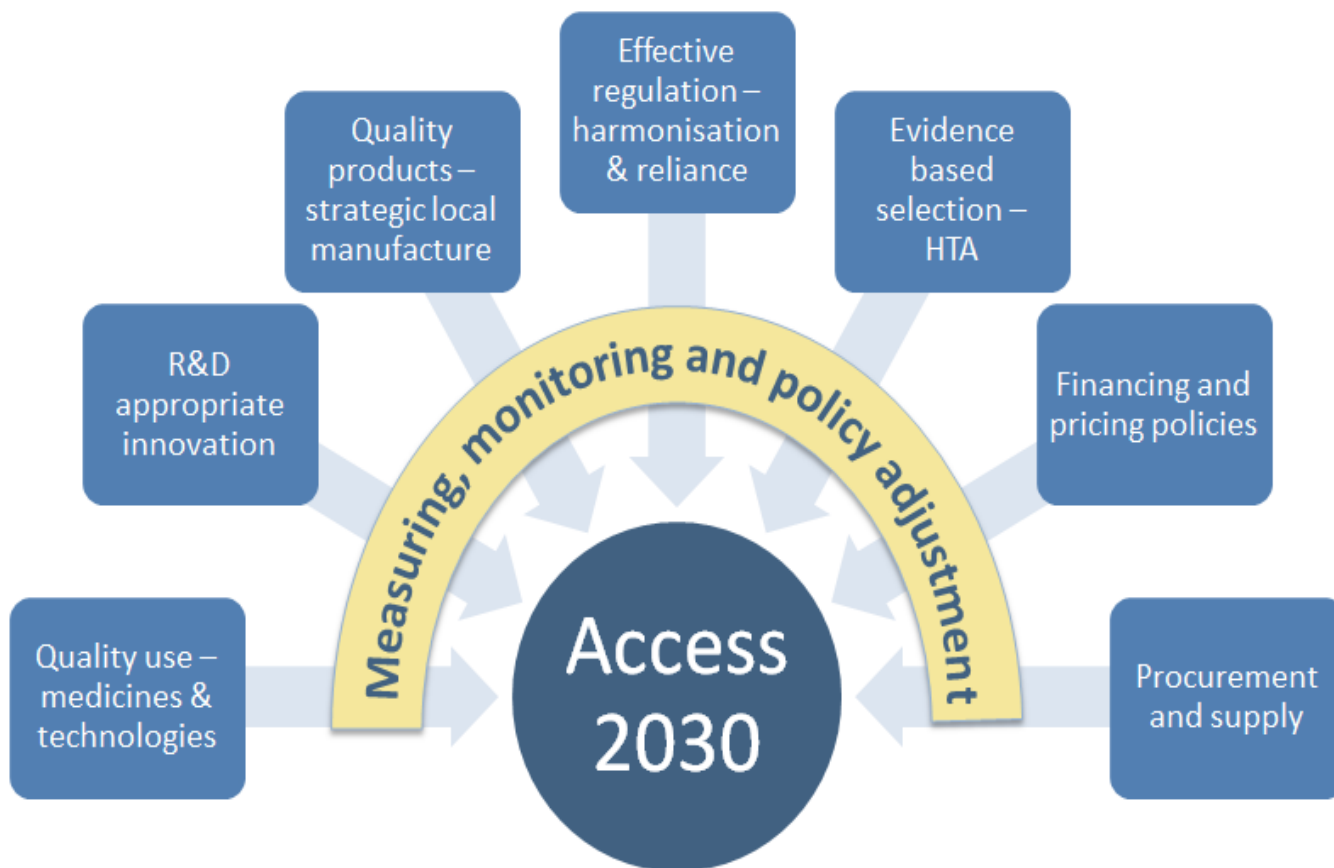 Effective
regulation –
harmonisation
& reliance
Quality
products –
strategic local
manufacture
Evidence
based
selection –
HTA
R&D
appropriate
innovation
Financing and
pricing policies
Measuring, monitoring and policy adjustment
Quality use –
medicines &
technologies
Access
2030
Procurement
and supply